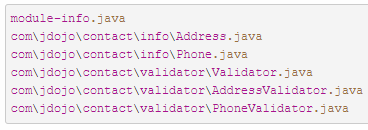 module-info.java
com\jdojo\contact\info\Address.java
com\jdojo\contact\info\Phone.java
com\jdojo\contact\validator\Validator.java
com\jdojo\contact\validator\AddressValidator.java
com\jdojo\contact\validator\PhoneValidator.java